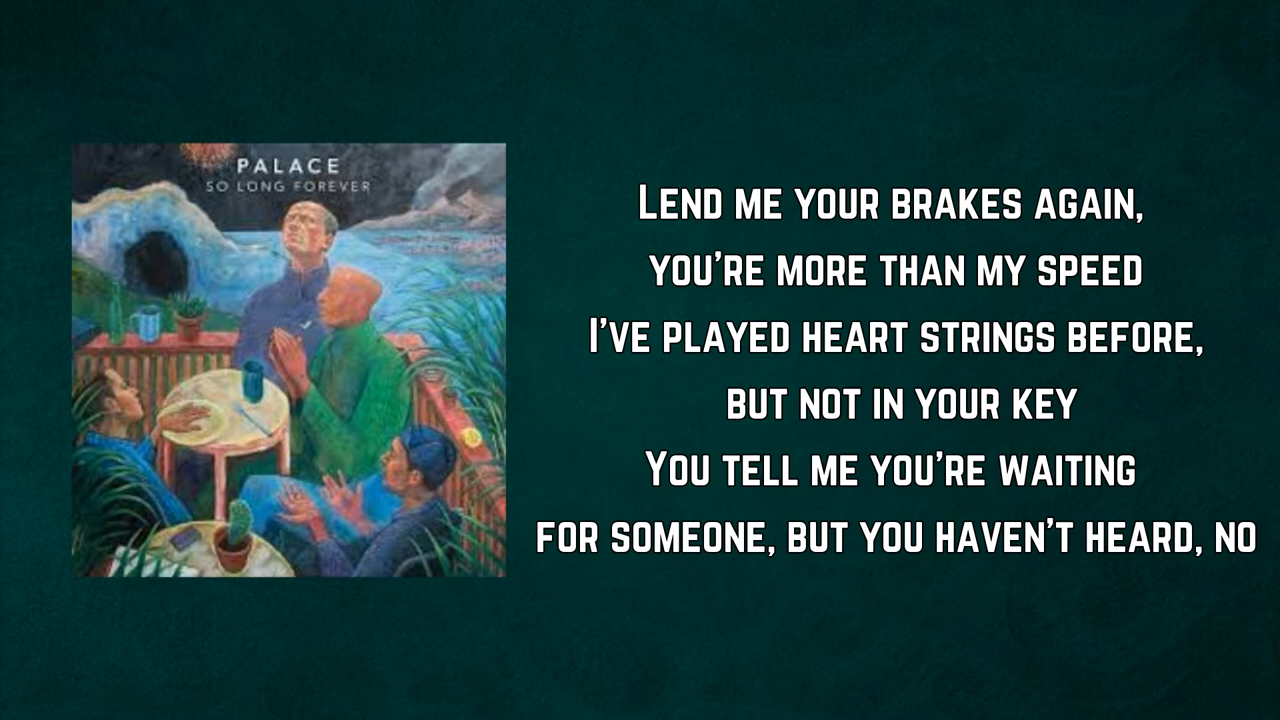 PALACE
SO LONG FOREVER
LEND ME YOUR BRAKES AGAIN,
YOU'RE MORE THAN MY SPEED
I'VE PLAYED HEART STRINGS BEFORE,
BUT NOT IN YOUR KEY
YOU TELL ME YOU'RE WAITING
FOR SOMEONE, BUT YOU HAVEN'T HEARD, NO